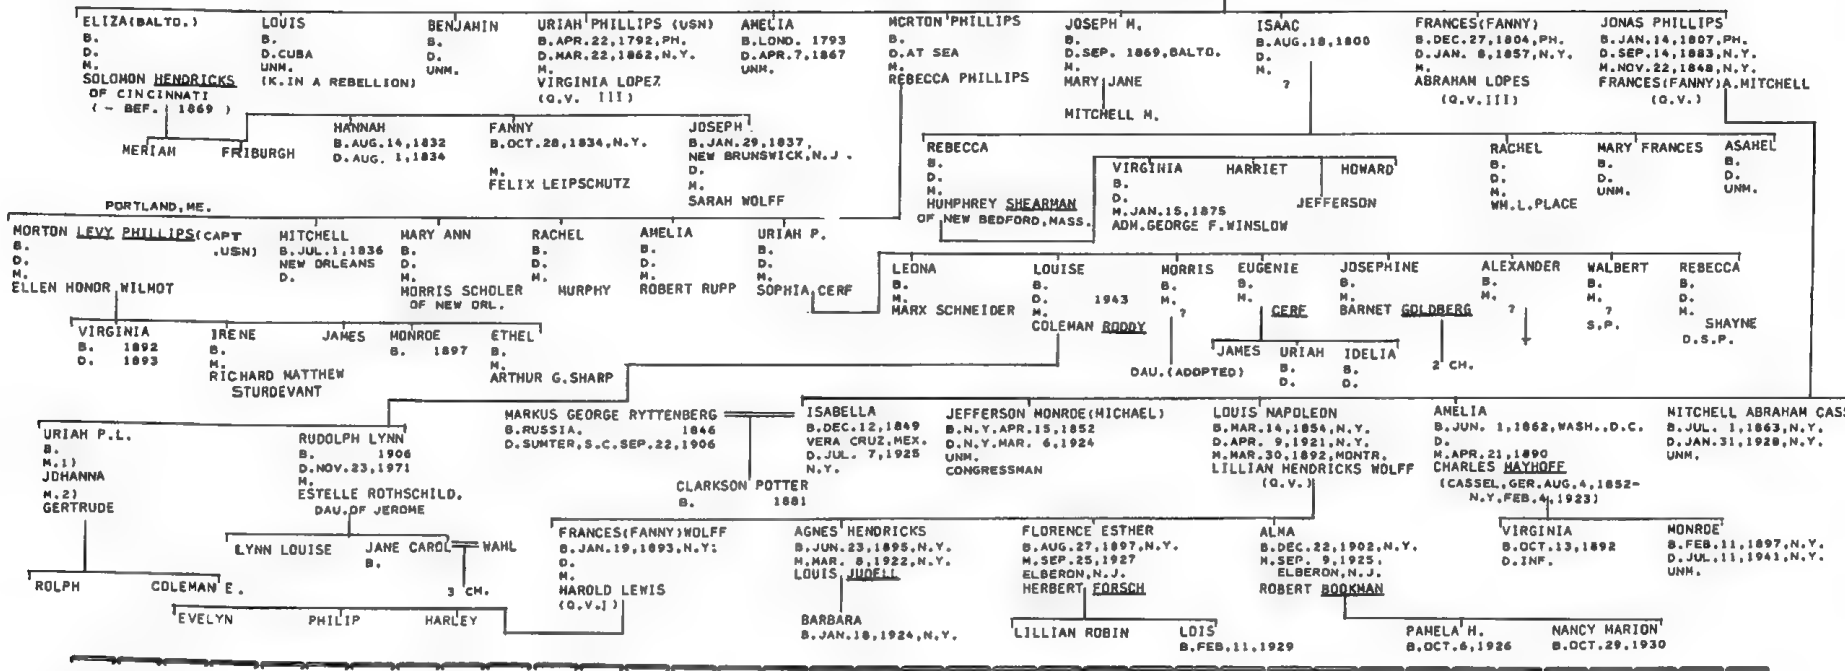 ELIZA(BALTO.)
B.
D.
M.
SOLOMON HENDRICKS
OF CINCINNATI
( - BEF. 1869 )
LOUIS
B.
D.CUBA
UNM.
(K.IN A REBELLION)
BENJAMIN
B.
D.
UNM.
URIAH PHILLIPS (USN)
B.APR.22,1792,PH.
D.MAR.22,1862,N.Y.
M.
VIRGINIA LOPEZ
(Q.V. III)
AMELIA
B.LOND. 1793
D.APR.7,1867
UNM.
MORTON PHILLIPS
B.
D.AT SEA
M.
REBECCA PHILLIPS
JOSEPH M.
B.
D.SEP. 1869,BALTO.
M.
MARY JANE
MITCHELL M.
ISAAC
B.AUG.18,1800
D.
M.
?
FRANCES(FANNY)
B.DEC.27,1804,PH.
D.JAN. 8,1857,N.Y.
M.
ABRAHAM LOPES
(Q.V.III)
JONAS PHILLIPS
B.JAN.14,1807,PH.
D.SEP.14,1883,N.Y.
M.NOV.22,1848,N.Y.
FRANCES(FANNY)A.MITCHELL
(Q.V.)
MERIAH
FRIBURGH
HANNAH
B.AUG.14,1832
D.AUG. 1,1834
FANNY
B.OCT.28,1834,N.Y.
M.
FELIX LEIPSCHUTZ
JOSEPH
B.JAN.29,1837,
NEW BRUNSWICK,N.J.
D.
M.
SARAH WOLFF
REBECCA
B.
D.
M.
HUMPHREY SHEARMAN
OF NEW BEDFORD,MASS.
VIRGINIA
B.
D.
M.JAN.15,1875
ADM.GEORGE F.WINSLOW
HARRIET
JEFFERSON
HOWARD
RACHEL
B.
D.
M.
WM.L.PLACE
MARY FRANCES
B.
D.
UNM.
ASAHEL
B.
D.
UNM.
PORTLAND,ME.
MORTON LEVY PHILLIPS(CAPT
.USN)
B.
D.
M.
ELLEN HONOR WILMOT
MITCHELL
B.JUL.1,1836
NEW ORLEANS
D.
MARY ANN
B.
D.
M.
MORRIS SCHOLER
OF NEW ORL.
RACHEL
B.
D.
M.
MURPHY
AMELIA
B.
D.
M.
ROBERT RUPP
URIAH P.
B.
D.
M.
SOPHIA CERF
LEONA
B.
M.
MARX SCHNEIDER
LOUISE
B.
D. 1943
M.
COLEMAN RODDY
MORRIS
B.
M.
?
DAU.(ADOPTED)
EUGENIE
B.
M.
CERF
JOSEPHINE
B.
M.
BARNET GOLDBERG
2 CH.
ALEXANDER
B.
M.
?
WALBERT
B.
M.
?
S.P.
REBECCA
B.
D.
M.
SHAYNE
D.S.P.
JAMES
URIAH
B.
D.
IDELIA
B.
D.
VIRGINIA
B. 1892
D. 1893
IRENE
B.
M.
RICHARD MATTHEW
STURDEVANT
JAMES
MONROE
B. 1897
ETHEL
B.
M.
ARTHUR G.SHARP
URIAH P.L.
B.
M.1)
JOHANNA
M.2)
GERTRUDE
RUDOLPH LYNN
B. 1906
D.NOV.23,1971
M.
ESTELLE ROTHSCHILD.
DAU.OF JEROME
MARKUS GEORGE RYTTENBERG
B.RUSSIA. 1846
D.SUMTER,S.C.SEP.22,1906
ISABELLA
B.DEC.12,1849
VERA CRUZ,MEX.
D.JUL. 7,1925
N.Y.
CLARKSON POTTER
B. 1881
JEFFERSON MONROE(MICHAEL)
B.N.Y.APR.15,1852
D.N.Y.MAR. 6,1924
UNM.
CONGRESSMAN
LOUIS NAPOLEON
B.MAR.14,1854,N.Y.
D.APR. 9,1921,N.Y.
M.MAR.30,1892,MONTR.
LILLIAN HENDRICKS WOLFF
(Q.V.)
AMELIA
B.JUN. 1,1862,WASH.,D.C.
D.
M.APR.21,1890
CHARLES MAYHOFF
(CASSEL,GER.AUG.4,1852-
N.Y.FEB.4,1923)
MITCHELL ABRAHAM CAS
B.JUL. 1,1863,N.Y.
D.JAN.31,1928,N.Y.
UNM.
LYNN LOUISE
JANE CAROL
B.
WAHL
3 CH.
ROLPH
COLEMAN E.
FRANCES(FANNY)WOLFF
B.JAN.19,1893,N.Y.
D.
M.
HAROLD LEWIS
(Q.V.I)
AGNES HENDRICKS
B.JUN.23,1895,N.Y.
M.MAR. 8,1922,N.Y.
LOUIS JUDELL
BARBARA
B.JAN.18,1924,N.Y.
FLORENCE ESTHER
B.AUG.27,1897,N.Y.
M.SEP.25,1927
ELBERON,N.J.
HERBERT FORSCH
ALMA
B.DEC.22,1902,N.Y.
M.SEP. 9,1925,
ELBERON,N.J.
ROBERT BOOKMAN
VIRGINIA
B.OCT.13,1892
D.INF.
MONROE
B.FEB.11,1897,N.Y.
D.JUL.11,1941,N.Y.
UNM.
EVELYN
PHILIP
HARLEY
LILLIAN ROBIN
LOIS
B.FEB.11,1929
PAMELA H.
B.OCT.6,1926
NANCY MARION
B.OCT.29,1930